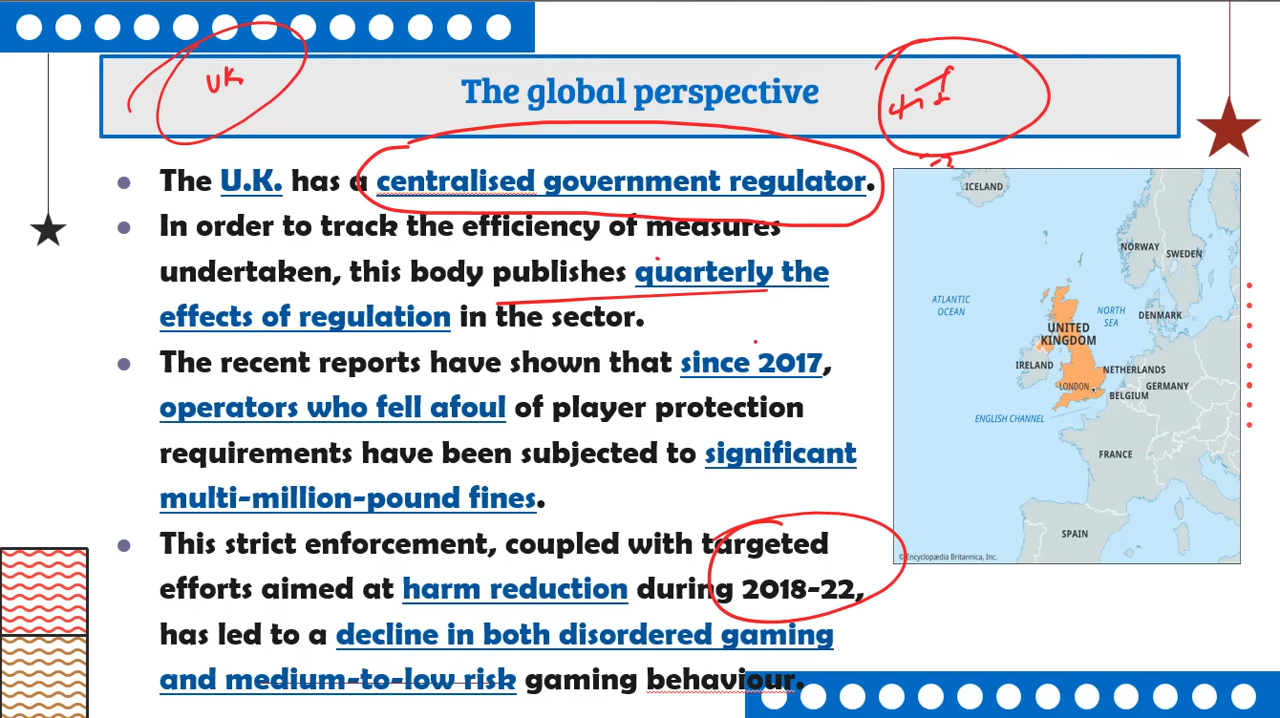 UK
The global perspective
The U.K. has a centralised government regulator.
In order to track the efficiency of measures
undertaken, this body publishes quarterly the
effects of regulation in the sector.
The recent reports have shown that since 2017,
operators who fell afoul of player protection
requirements have been subjected to significant
multi-million-pound fines.
This strict enforcement, coupled with targeted
efforts aimed at harm reduction during 2018-22,
has led to a decline in both disordered gaming
and medium-to-low risk gaming behaviour.
ICELAND
NORWAY
SWEDEN
ATLANTIC
OCEAN
NORTH
SEA
DENMARK
UNITED
KINGDOM
IRELAND
NETHERLANDS
LONDON
GERMANY
BELGIUM
ENGLISH CHANNEL
FRANCE
SPAIN
© Encyclopædia Britannica, Inc.